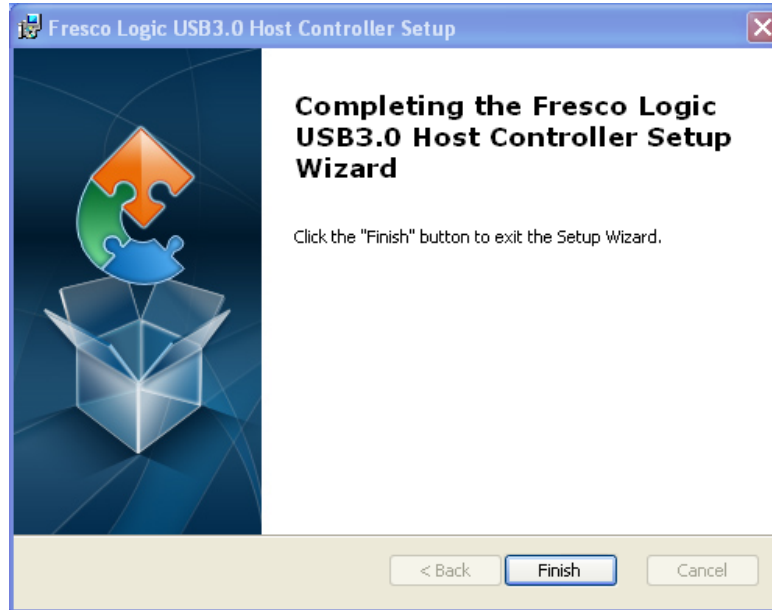 Fresco Logic USB3.0 Host Controller Setup
Completing the Fresco Logic
USB3.0 Host Controller Setup
Wizard
Click the "Finish" button to exit the Setup Wizard.
< Back Finish Cancel